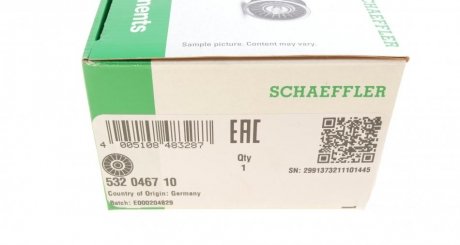 nents
Sample picture. Content may vary.
SCHAEFFLER
4 005108 483287
EAC
Qty
1
532 0467 10
Country of Origin: Germany
Batch: E000204829
SN: 2991373211101445